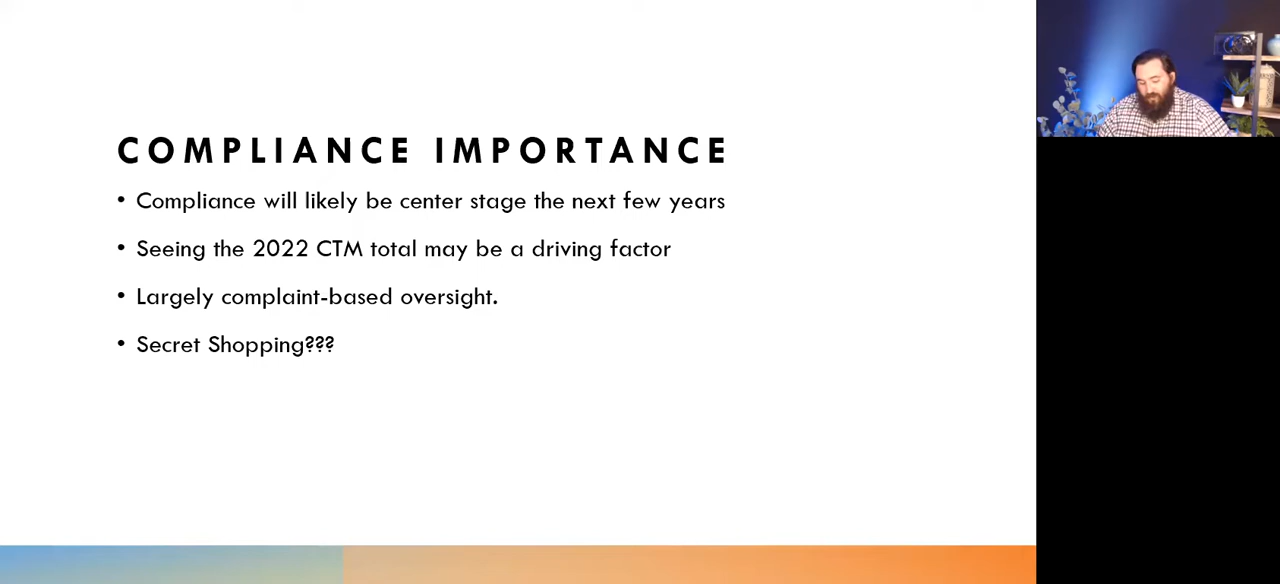 COMPLIANCE IMPORTANCE
• Compliance will likely be center stage the next few years
• Seeing the 2022 CTM total may be a driving factor
• Largely complaint-based oversight.
• Secret Shopping???